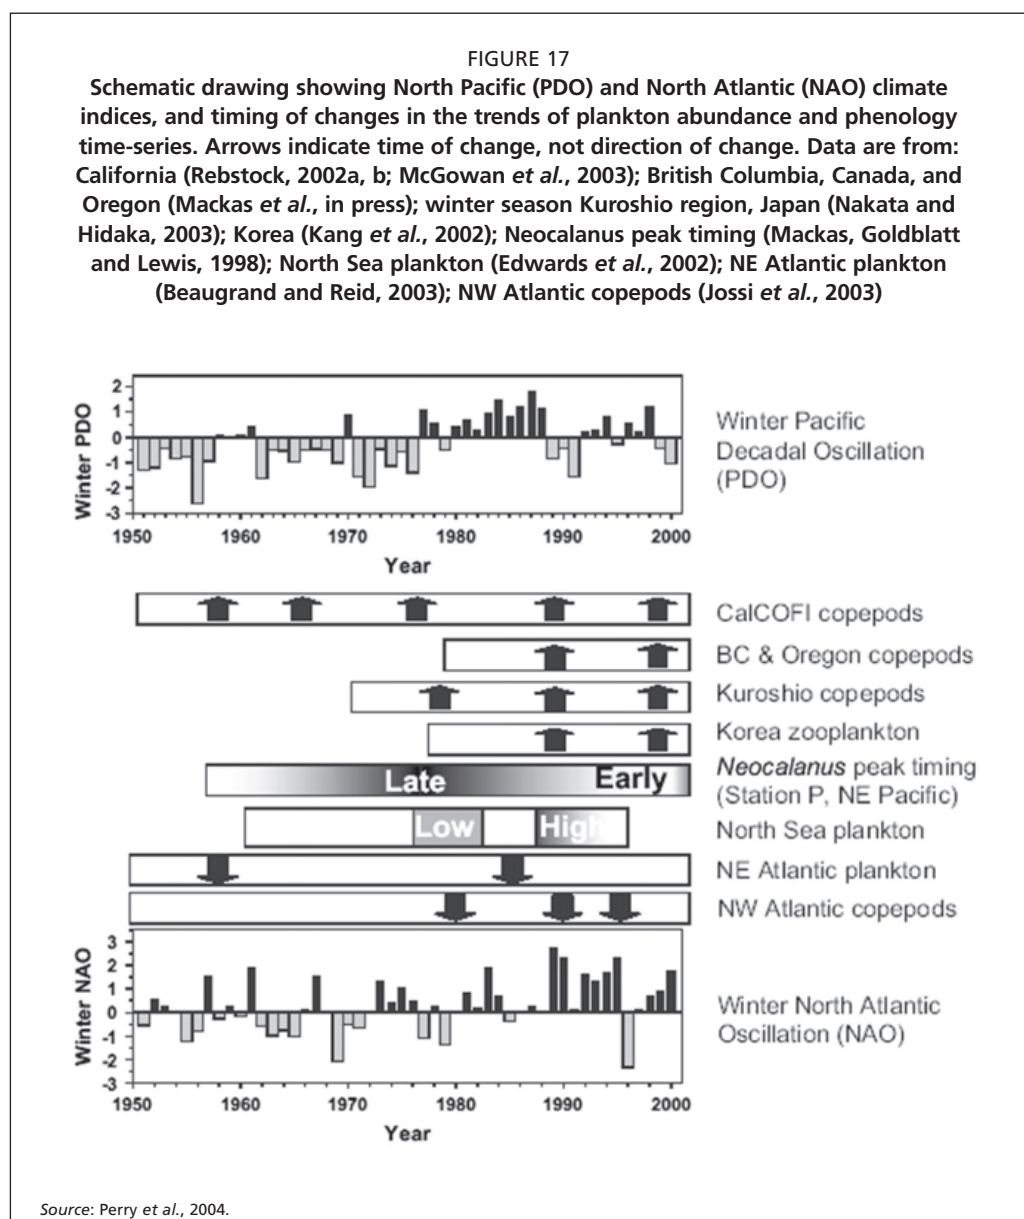 FIGURE 17
Schematic drawing showing North Pacific (PDO) and North Atlantic (NAO) climate
indices, and timing of changes in the trends of plankton abundance and phenology
time-series. Arrows indicate time of change, not direction of change. Data are from:
California (Rebstock, 2002a, b; McGowan et al., 2003); British Columbia, Canada, and
Oregon (Mackas et al., in press); winter season Kuroshio region, Japan (Nakata and
Hidaka, 2003); Korea (Kang et al., 2002); Neocalanus peak timing (Mackas, Goldblatt
and Lewis, 1998); North Sea plankton (Edwards et al., 2002); NE Atlantic plankton
(Beaugrand and Reid, 2003); NW Atlantic copepods (Jossi et al., 2003)
Winter PDO
2
1
0
-1
-2
-3
1950 1960 1970 1980 1990 2000
Year
Winter Pacific
Decadal Oscillation
(PDO)
CalCOFI copepods
BC & Oregon copepods
Kuroshio copepods
Korea zooplankton
Late Early
Neocalanus peak timing
(Station P, NE Pacific)
Low High
North Sea plankton
NE Atlantic plankton
NW Atlantic copepods
Winter NAO
3
2
1
0
-1
-2
-3
1950 1960 1970 1980 1990 2000
Year
Winter North Atlantic
Oscillation (NAO)
Source: Perry et al., 2004.